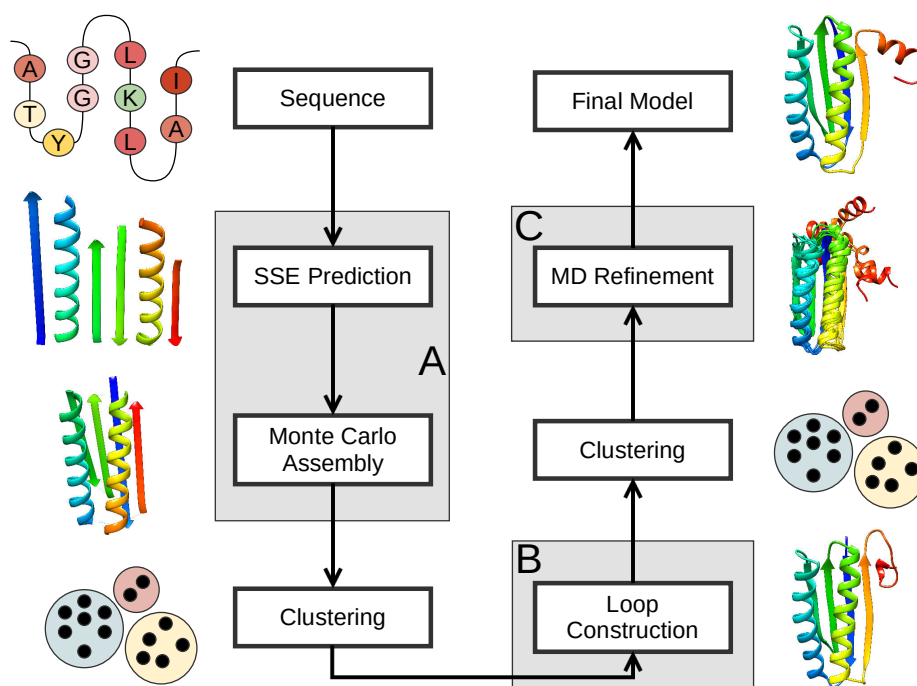 A
T
Y
G
G
L
K
L
A
I
Sequence
SSE Prediction
A
Monte Carlo
Assembly
Clustering
Final Model
C
MD Refinement
Clustering
B
Loop
Construction